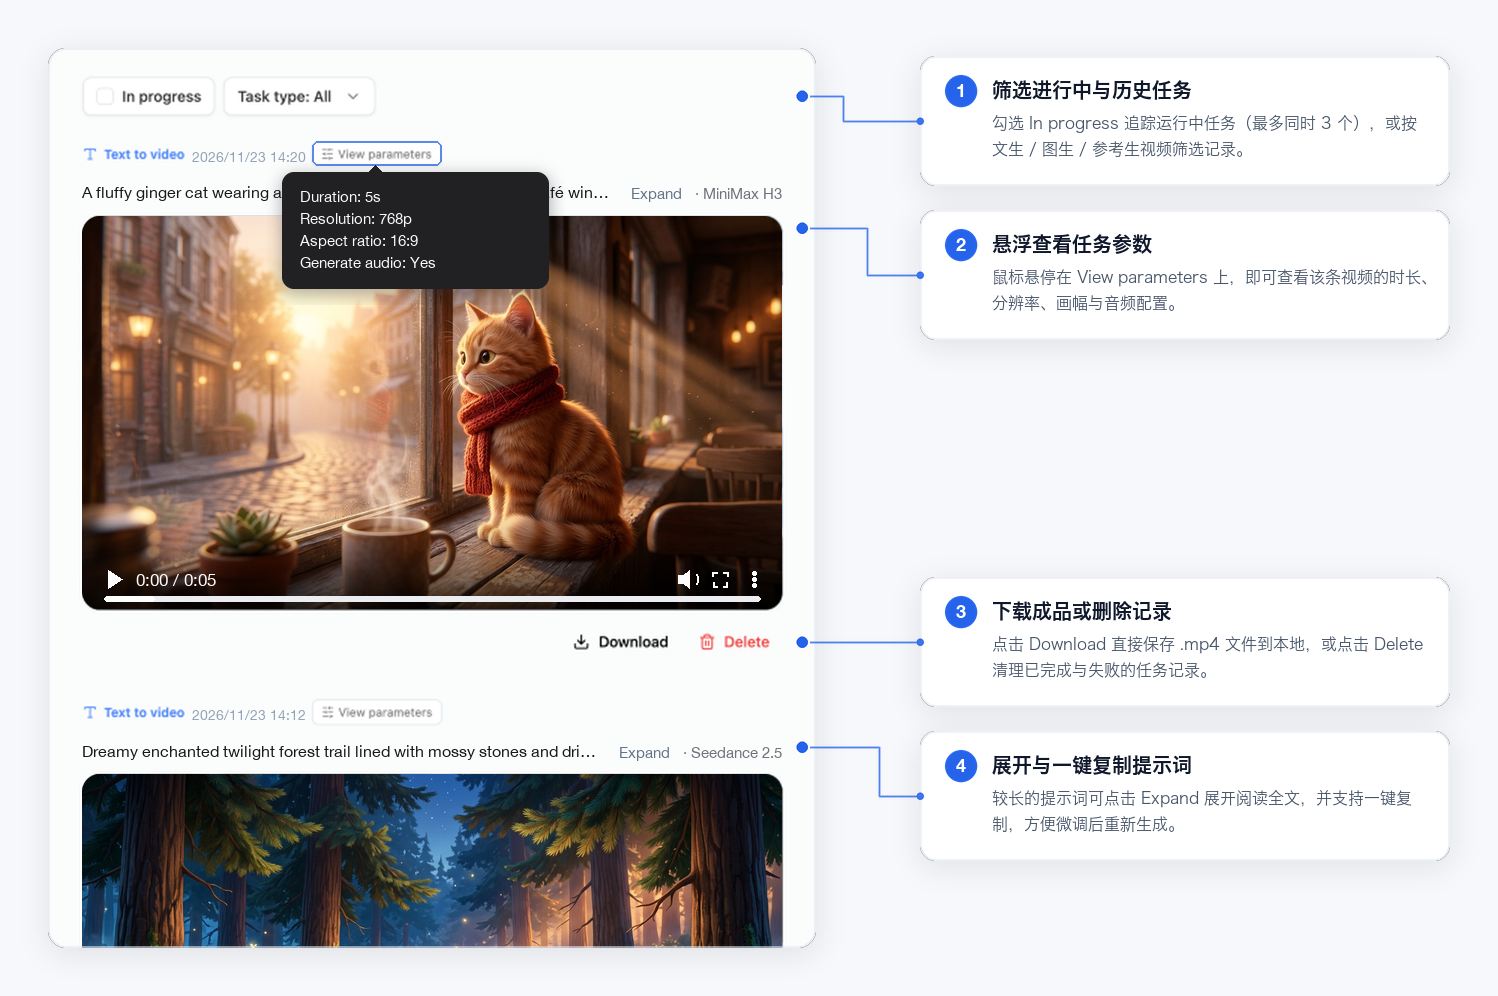 In progress
Task type: All
Text to video 2026/11/23 14:20 View parameters
A fluffy ginger cat wearing a
fé win... Expand · MiniMax H3
Duration: 5s
Resolution: 768p
Aspect ratio: 16:9
Generate audio: Yes
0:00 / 0:05
Download Delete
Text to video 2026/11/23 14:12 View parameters
Dreamy enchanted twilight forest trail lined with mossy stones and dri... Expand · Seedance 2.5
1 筛选进行中与历史任务
勾选 In progress 追踪运行中任务（最多同时 3 个），或按
文生 / 图生 / 参考生视频筛选记录。
2 悬浮查看任务参数
鼠标悬停在 View parameters 上，即可查看该条视频的时长、
分辨率、画幅与音频配置。
3 下载成品或删除记录
点击 Download 直接保存 .mp4 文件到本地，或点击 Delete
清理已完成与失败的任务记录。
4 展开与一键复制提示词
较长的提示词可点击 Expand 展开阅读全文，并支持一键复
制，方便微调后重新生成。